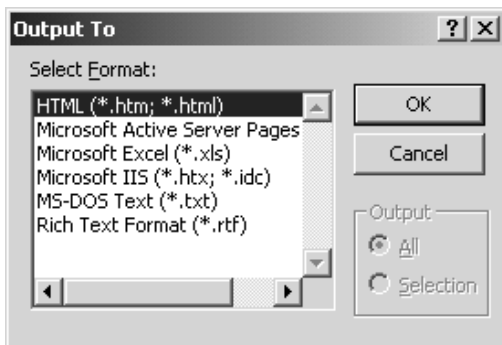 Output To
Select Format:
HTML (*.htm; *.html)
Microsoft Active Server Pages
Microsoft Excel (*.xls)
Microsoft IIS (*.htx; *.idc)
MS-DOS Text (*.txt)
Rich Text Format (*.rtf)
OK
Cancel
Output
All
Selection